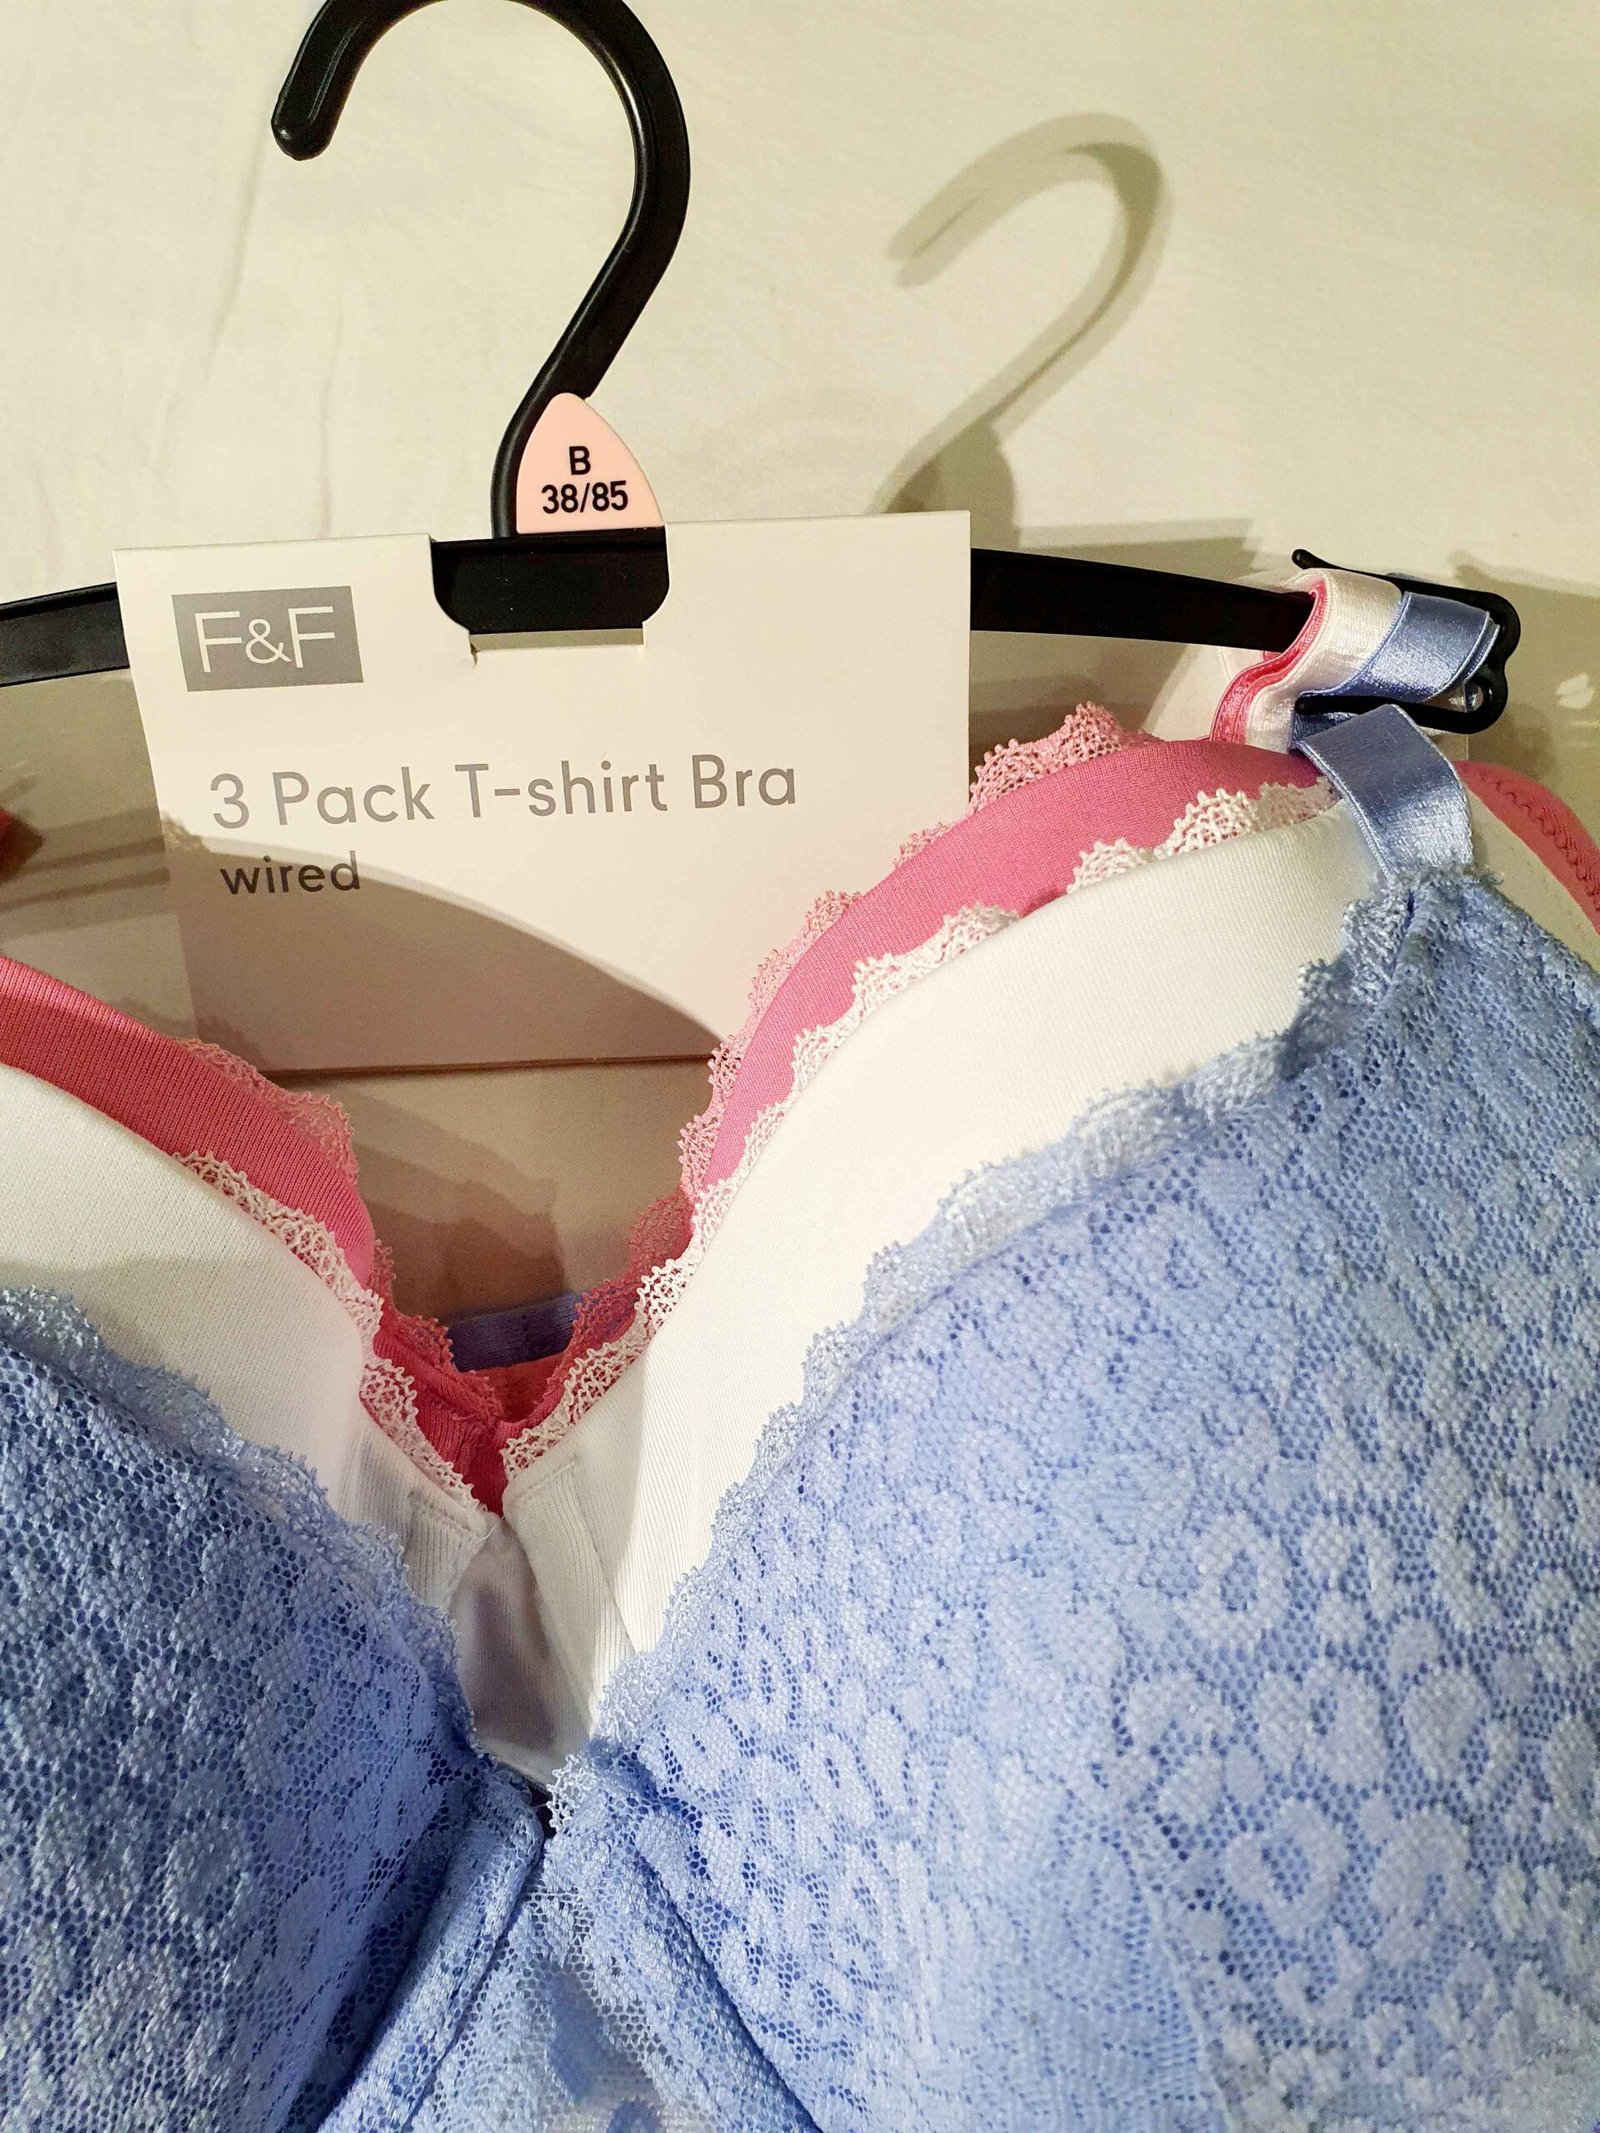 B
38/85
F&F
3 Pack T-shirt Bra
wired